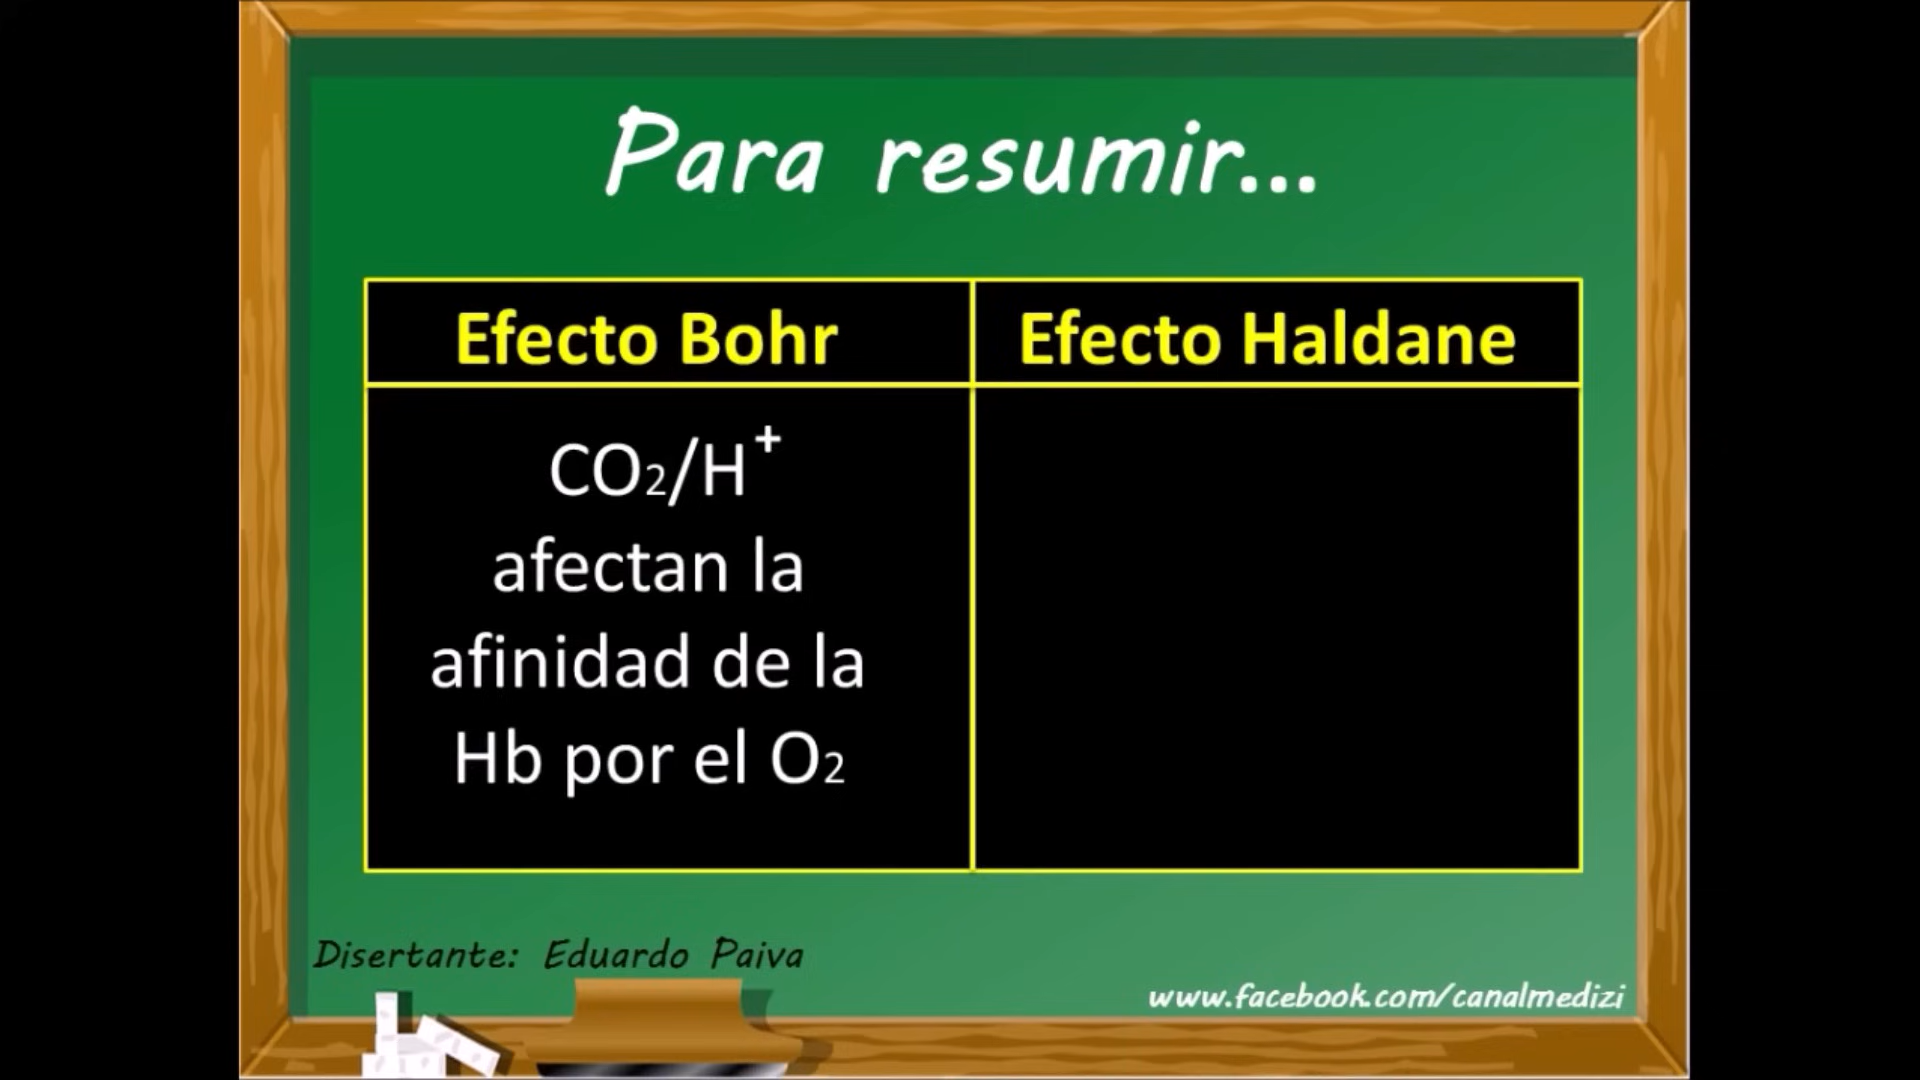 Para resumir...
Efecto Bohr
Efecto Haldane
CO₂/H⁺
afectan la
afinidad de la
Hb por el O₂
Disertante: Eduardo Paiva
www.facebook.com/canalmedizi